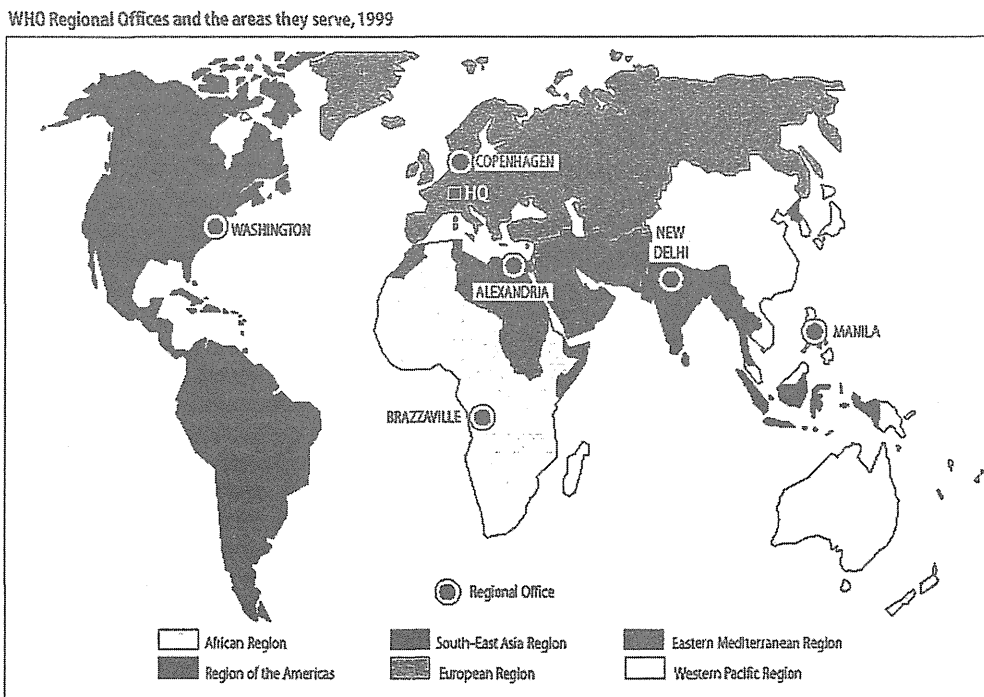 WHO Regional Offices and the areas they serve, 1999
COPENHAGEN
HQ
WASHINGTON
NEW
DELHI
ALEXANDRIA
MANILA
BRAZZAVILLE
Regional Office
African Region
South-East Asia Region
Eastern Mediterranean Region
Region of the Americas
European Region
Western Pacific Region